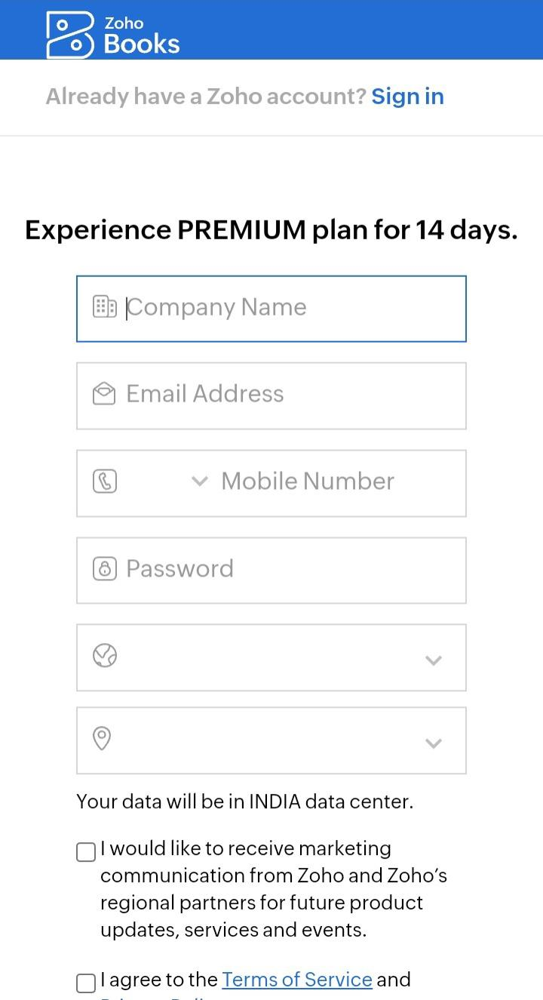 Zoho
Books
Already have a Zoho account? Sign in
Experience PREMIUM plan for 14 days.
Company Name
Email Address
Mobile Number
Password
Your data will be in INDIA data center.
I would like to receive marketing
communication from Zoho and Zoho’s
regional partners for future product
updates, services and events.
I agree to the Terms of Service and